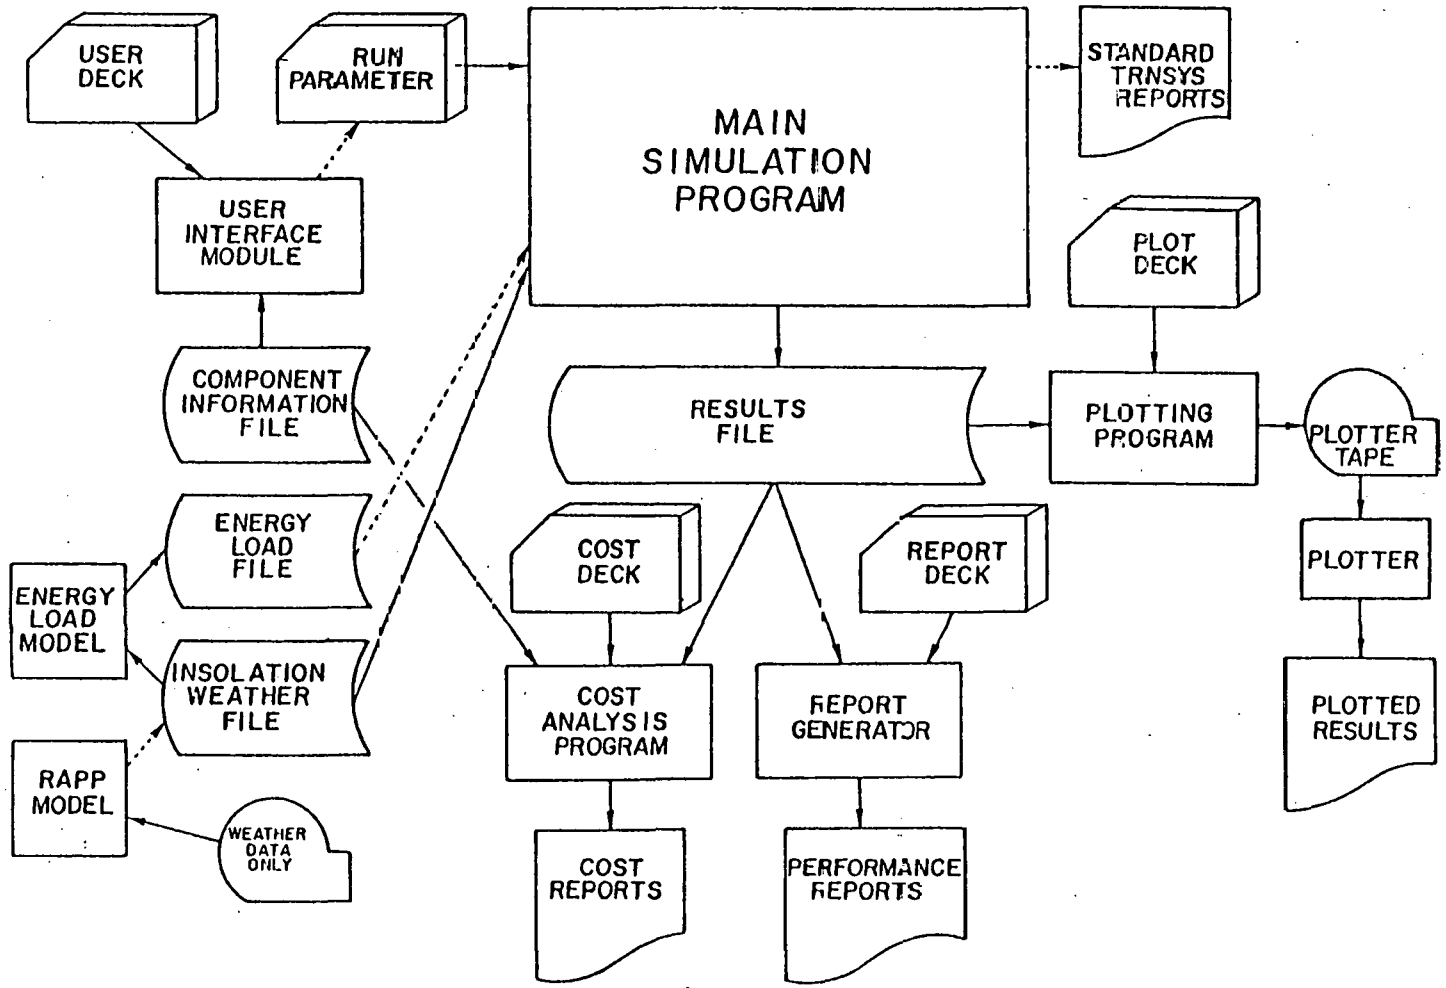 USER
DECK
RUN
PARAMETER
MAIN
SIMULATION
PROGRAM
STANDARD
TRNSYS
REPORTS
USER
INTERFACE
MODULE
PLOT
DECK
COMPONENT
INFORMATION
FILE
RESULTS
FILE
PLOTTING
PROGRAM
PLOTTER
TAPE
ENERGY
LOAD
FILE
COST
DECK
REPORT
DECK
PLOTTER
ENERGY
LOAD
MODEL
INSOLATION
WEATHER
FILE
COST
ANALYSIS
PROGRAM
REPORT
GENERATOR
PLOTTED
RESULTS
RAPP
MODEL
WEATHER
DATA
ONLY
COST
REPORTS
PERFORMANCE
REPORTS